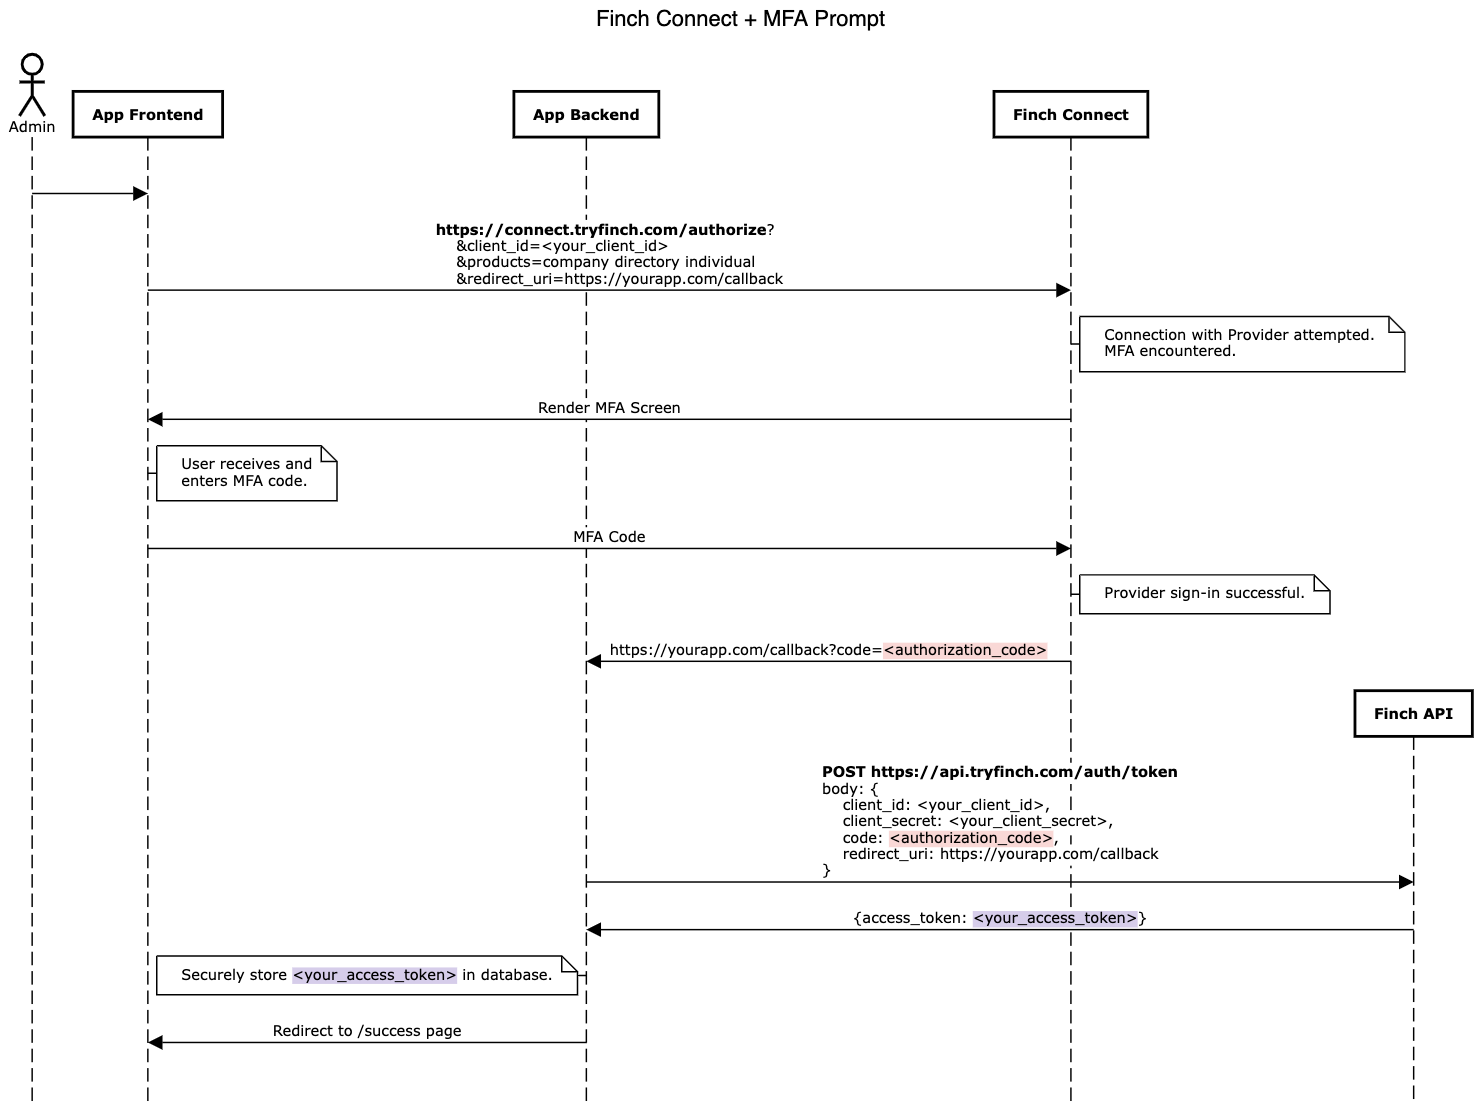 Finch Connect + MFA Prompt
Admin
App Frontend
App Backend
Finch Connect
https://connect.tryfinch.com/authorize?
&client_id=<your_client_id>
&products=company directory individual
&redirect_uri=https://yourapp.com/callback
Connection with Provider attempted.
MFA encountered.
Render MFA Screen
User receives and
enters MFA code.
MFA Code
Provider sign-in successful.
https://yourapp.com/callback?code=<authorization_code>
Finch API
POST https://api.tryfinch.com/auth/token
body: {
client_id: <your_client_id>,
client_secret: <your_client_secret>,
code: <authorization_code>,
redirect_uri: https://yourapp.com/callback
}
{access_token: <your_access_token>}
Securely store <your_access_token> in database.
Redirect to /success page